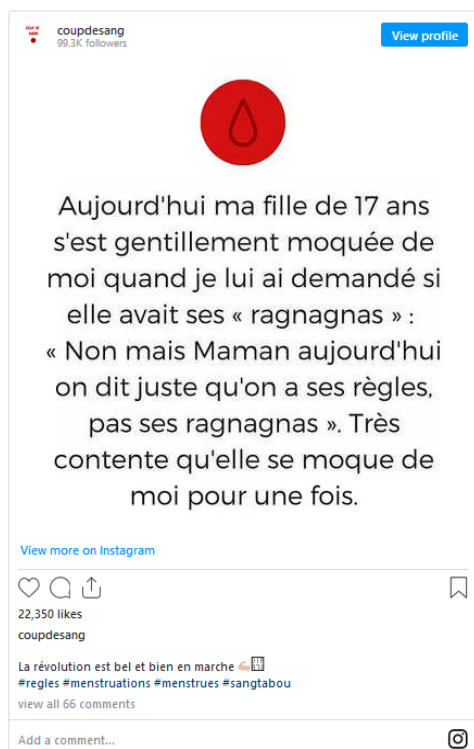 coupdesang
99.3K followers
View profile
Aujourd'hui ma fille de 17 ans
s'est gentillement moquée de
moi quand je lui ai demandé si
elle avait ses « ragnagnas » :
« Non mais Maman aujourd'hui
on dit juste qu'on a ses règles,
pas ses ragnagnas ». Très
contente qu'elle se moque de
moi pour une fois.
View more on Instagram
22,350 likes
coupdesang
La révolution est bel et bien en marche 💪🏻
#regles #menstruations #menstrues #sangtabou
view all 66 comments
Add a comment...